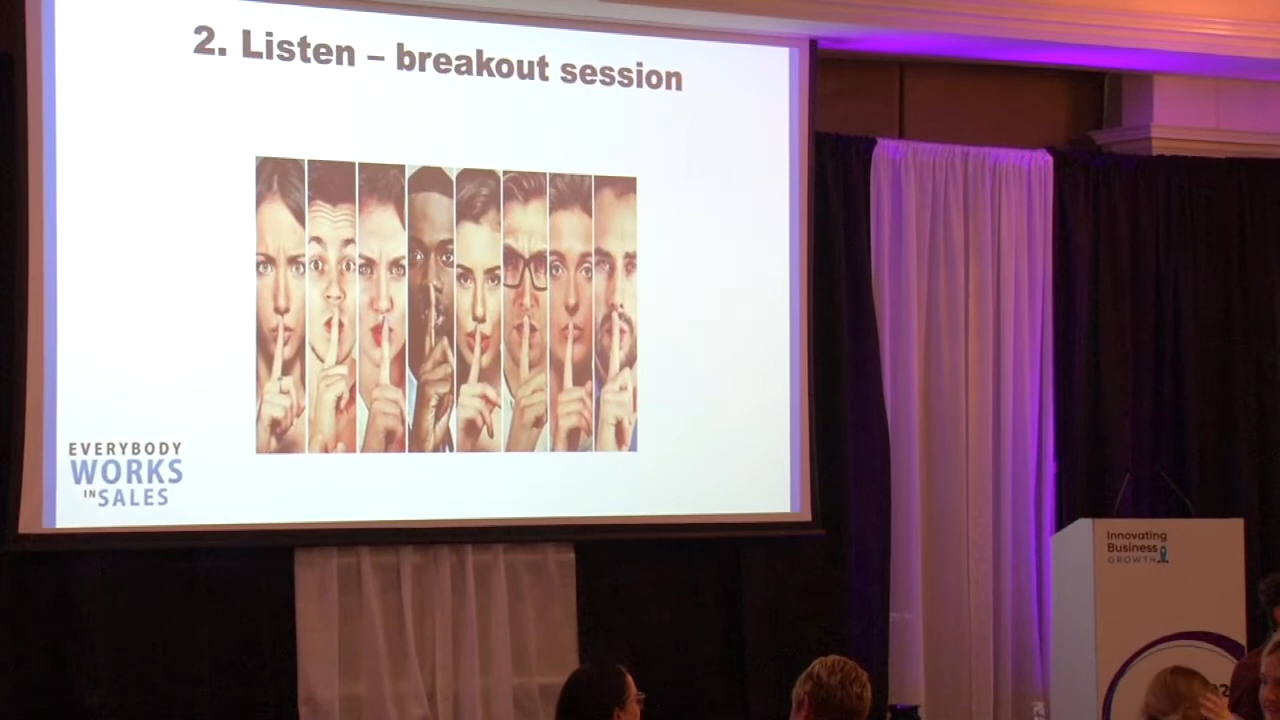 2. Listen – breakout session
EVERYBODY
WORKS
IN SALES
Innovating
Business
GROWTH